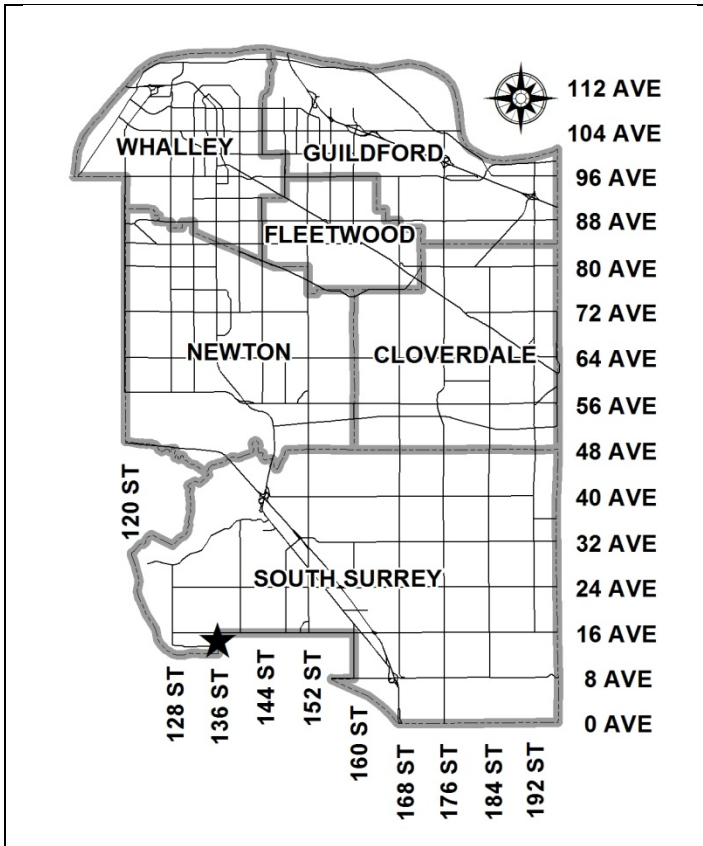 112 AVE
104 AVE
WHALLEY
GUILDFORD
96 AVE
88 AVE
FLEETWOOD
80 AVE
72 AVE
NEWTON
CLOVERDALE
64 AVE
56 AVE
48 AVE
120 ST
40 AVE
32 AVE
SOUTH SURREY
24 AVE
16 AVE
8 AVE
0 AVE
128 ST
136 ST
144 ST
152 ST
160 ST
168 ST
176 ST
184 ST
192 ST